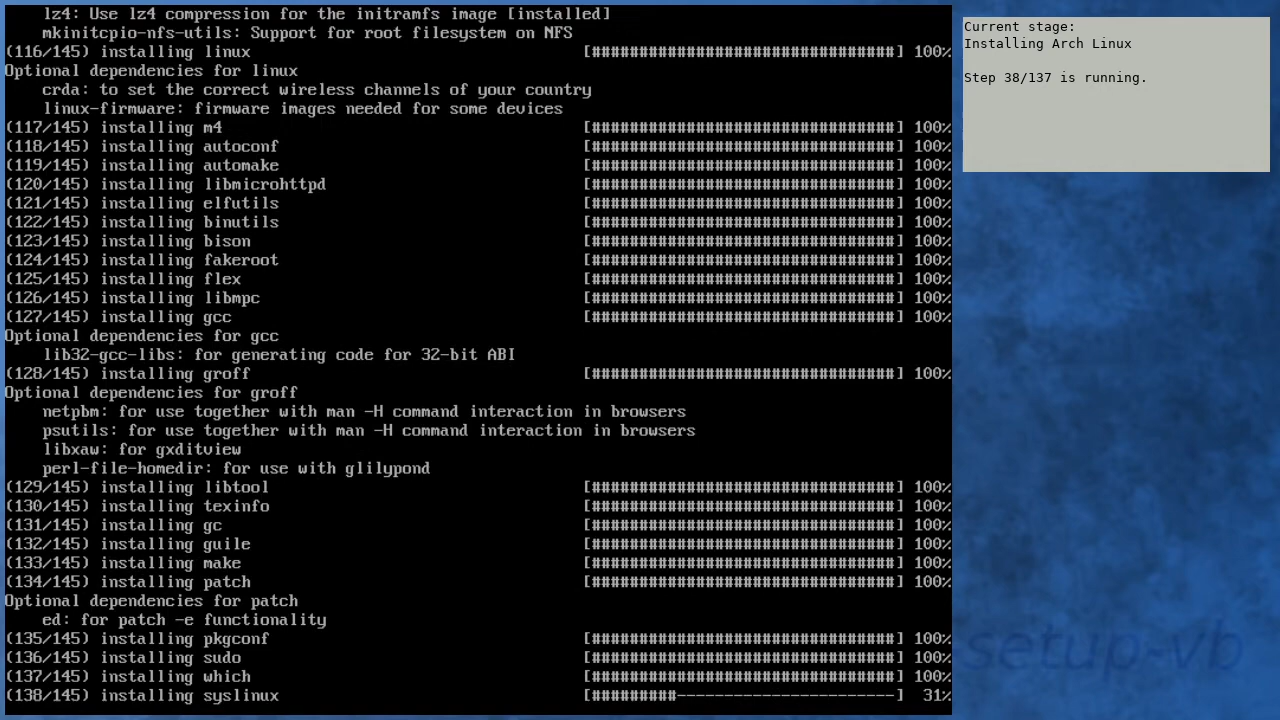 lz4: Use lz4 compression for the initramfs image [installed]
    mkinitcpio-nfs-utils: Support for root filesystem on NFS
(116/145) installing linux [################################] 100%
Optional dependencies for linux
    crda: to set the correct wireless channels of your country
    linux-firmware: firmware images needed for some devices
(117/145) installing m4 [################################] 100%
(118/145) installing autoconf [################################] 100%
(119/145) installing automake [################################] 100%
(120/145) installing libmicrohttpd [################################] 100%
(121/145) installing elfutils [################################] 100%
(122/145) installing binutils [################################] 100%
(123/145) installing bison [################################] 100%
(124/145) installing fakeroot [################################] 100%
(125/145) installing flex [################################] 100%
(126/145) installing libmpc [################################] 100%
(127/145) installing gcc [################################] 100%
Optional dependencies for gcc
    lib32-gcc-libs: for generating code for 32-bit ABI
(128/145) installing groff [################################] 100%
Optional dependencies for groff
    netpbm: for use together with man -H command interaction in browsers
    psutils: for use together with man -H command interaction in browsers
    libxaw: for gxditview
    perl-file-homedir: for use with glilypond
(129/145) installing libtool [################################] 100%
(130/145) installing texinfo [################################] 100%
(131/145) installing gc [################################] 100%
(132/145) installing guile [################################] 100%
(133/145) installing make [################################] 100%
(134/145) installing patch [################################] 100%
Optional dependencies for patch
    ed: for patch -e functionality
(135/145) installing pkgconf [################################] 100%
(136/145) installing sudo [################################] 100%
(137/145) installing which [################################] 100%
(138/145) installing syslinux [#########-----------------------] 31%
Current stage:
Installing Arch Linux
Step 38/137 is running.
setup-vb